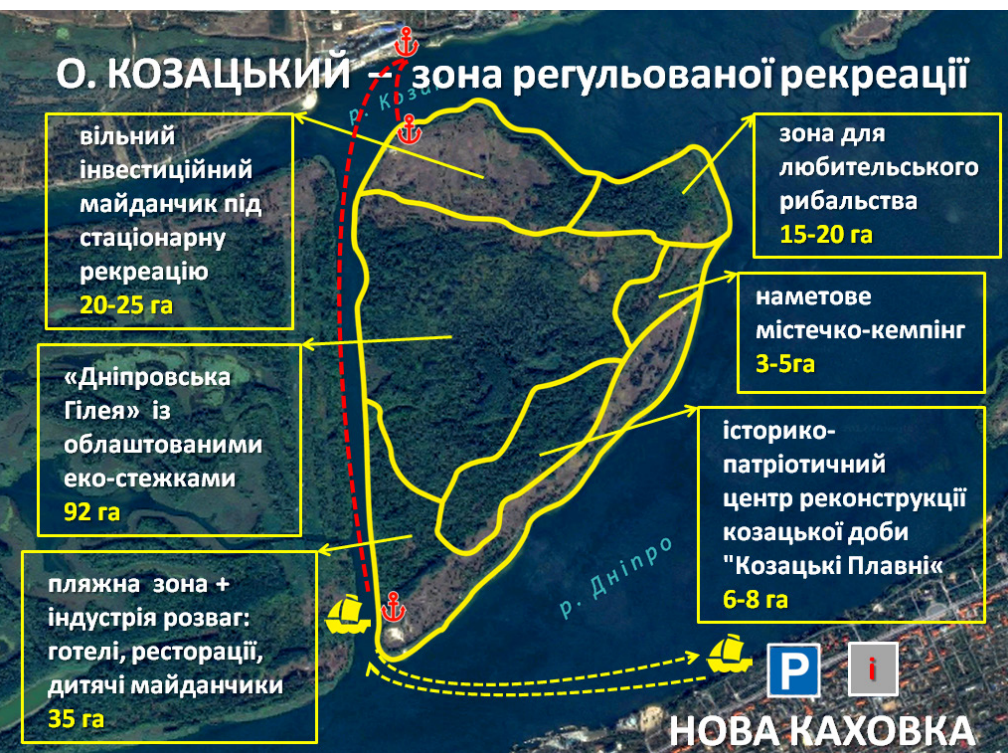 О. КОЗАЦЬКИЙ – зона регульованої рекреації
р. Коза
вільний
інвестиційний
майданчик під
стаціонарну
рекреацію
20-25 га
зона для
любительського
рибальства
15-20 га
наметове
містечко-кемпінг
3-5га
«Дніпровська
Гілея» із
облаштованими
еко-стежками
92 га
історико-
патріотичний
центр реконструкції
козацької доби
"Козацькі Плавні“
6-8 га
пляжна зона +
індустрія розваг:
готелі, ресторації,
дитячі майданчики
35 га
р. Дніпро
P
i
НОВА КАХОВКА